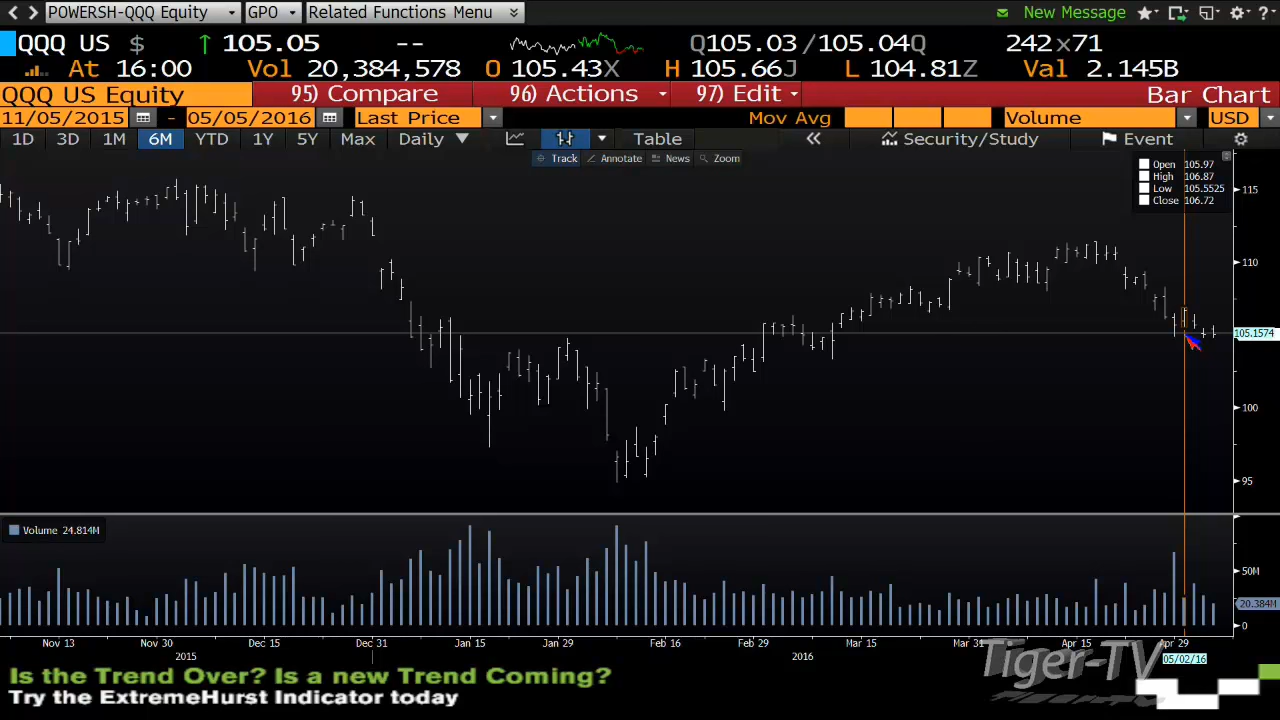 POWERSH-QQQ Equity GPO Related Functions Menu New Message
QQQ US $ ↑ 105.05 -- Q105.03 /105.04Q 242x71
At 16:00 Vol 20,384,578 O 105.43X H 105.66J L 104.81Z Val 2.145B
QQQ US Equity 95) Compare 96) Actions 97) Edit Bar Chart
11/05/2015 - 05/05/2016 Last Price Mov Avg Volume USD
1D 3D 1M 6M YTD 1Y 5Y Max Daily ▼ Table « Security/Study Event
Track Annotate News Zoom
Open 105.97
High 106.87
Low 105.5525
Close 106.72
115
110
105.1574
100
95
Volume 24.814M
50M
20.384M
0
Nov 13 Nov 30 Dec 15 Dec 31 Jan 15 Jan 29 Feb 16 Feb 29 Mar 15 Mar 31 Apr 15 Apr 29
2015 2016 05/02/16
Tiger-TV
Is the Trend Over? Is a new Trend Coming?
Try the ExtremeHurst Indicator today